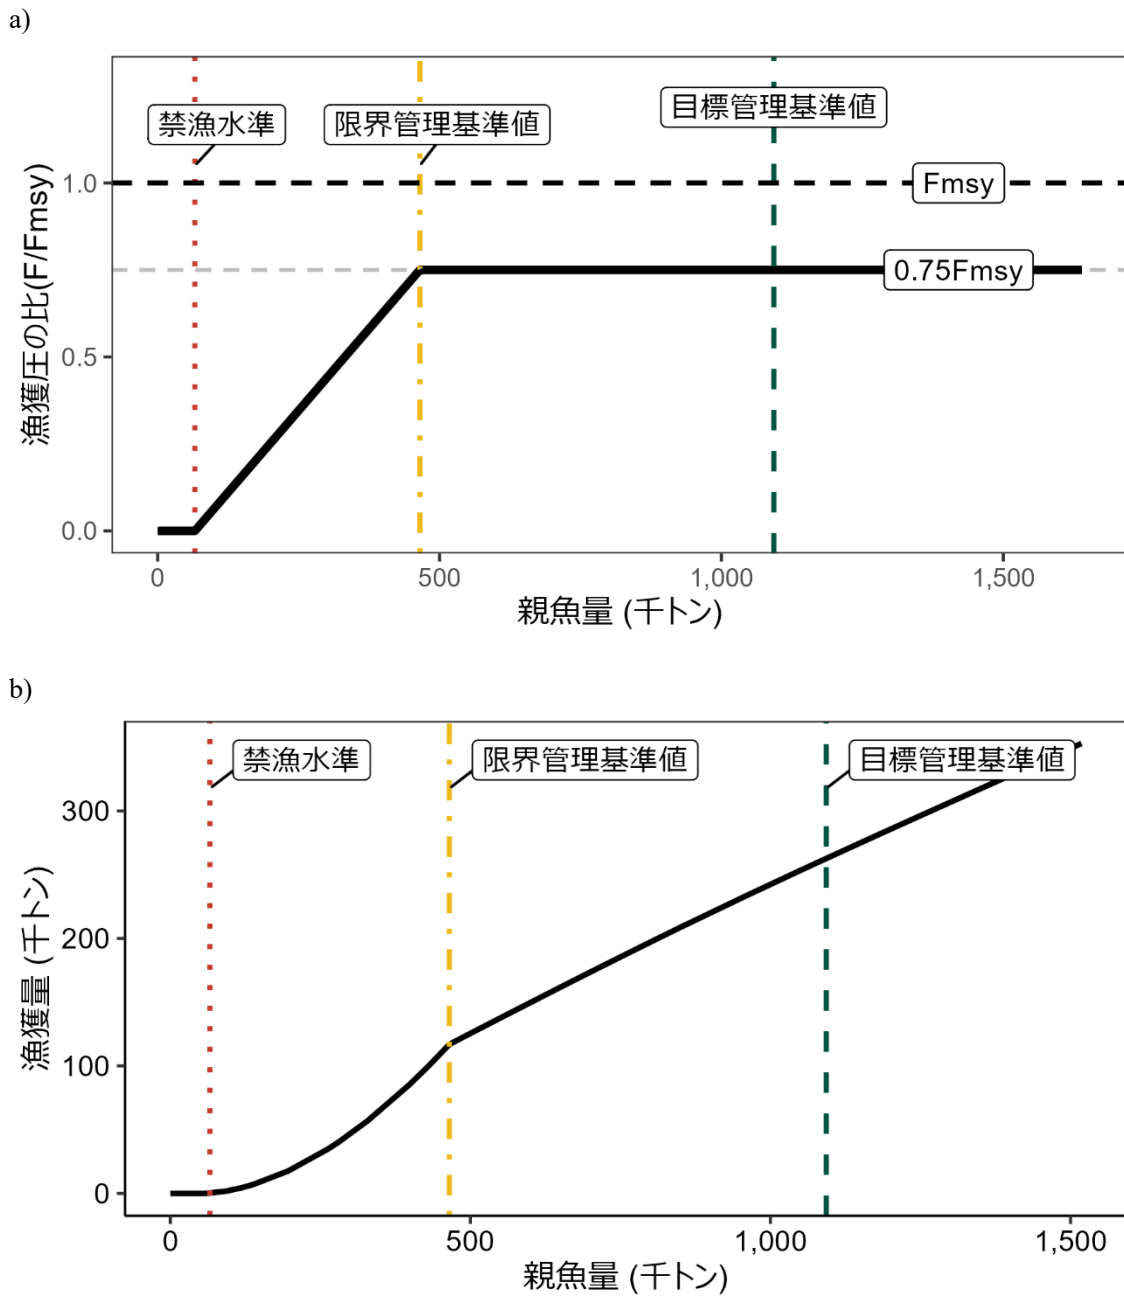 a)
禁漁水準
限界管理基準値
目標管理基準値
Fmsy
0.75Fmsy
漁獲圧の比(F/Fmsy)
1.0
0.5
0.0
0
500
1,000
1,500
親魚量 (千トン)
b)
禁漁水準
限界管理基準値
目標管理基準値
漁獲量 (千トン)
300
200
100
0
0
500
1,000
1,500
親魚量 (千トン)